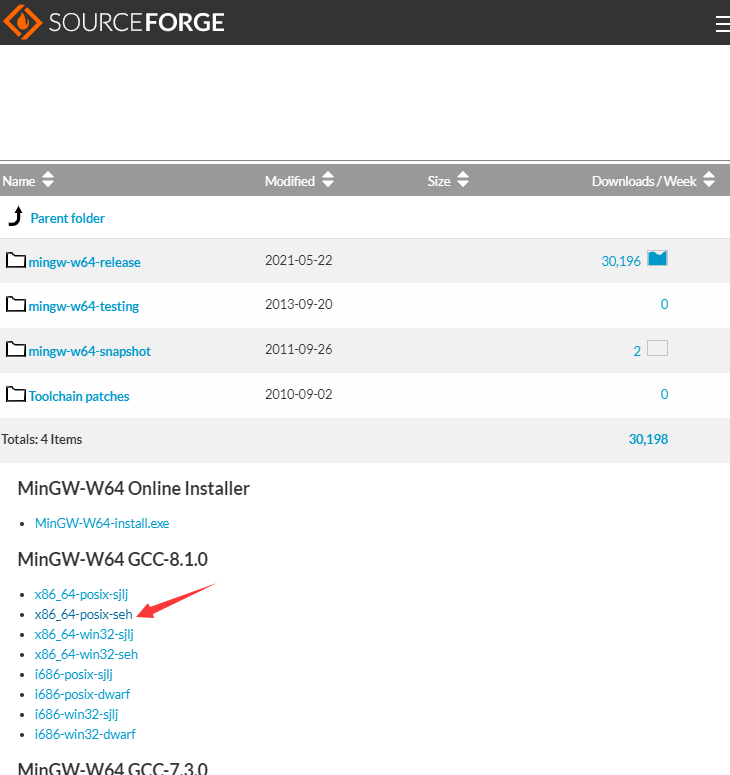 SOURCEFORGE
Name Modified Size Downloads / Week
Parent folder
mingw-w64-release 2021-05-22 30,196
mingw-w64-testing 2013-09-20 0
mingw-w64-snapshot 2011-09-26 2
Toolchain patches 2010-09-02 0
Totals: 4 Items 30,198
MinGW-W64 Online Installer
MinGW-W64-install.exe
MinGW-W64 GCC-8.1.0
x86_64-posix-sjlj
x86_64-posix-seh
x86_64-win32-sjlj
x86_64-win32-seh
i686-posix-sjlj
i686-posix-dwarf
i686-win32-sjlj
i686-win32-dwarf
MinGW-W64 GCC-7.3.0